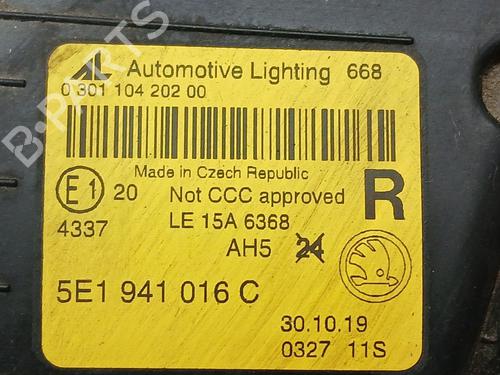 Automotive Lighting 668
0 301 104 202 00
Made in Czech Republic
E1 20 Not CCC approved R
4337 LE 15A 6368
AH5 24
5E1 941 016 C
30.10.19
0327 11S
B-PARTS